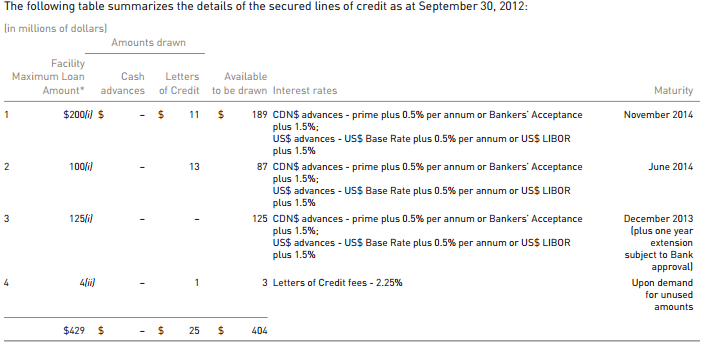 The following table summarizes the details of the secured lines of credit as at September 30, 2012:
(in millions of dollars)
Amounts drawn
Facility
Maximum Loan Cash Letters Available
Amount* advances of Credit to be drawn Interest rates Maturity
1 $200(i) $ – $ 11 $ 189 CDN$ advances - prime plus 0.5% per annum or Bankers' Acceptance November 2014
plus 1.5%;
US$ advances - US$ Base Rate plus 0.5% per annum or US$ LIBOR
plus 1.5%
2 100(i) – 13 87 CDN$ advances - prime plus 0.5% per annum or Bankers' Acceptance June 2014
plus 1.5%;
US$ advances - US$ Base Rate plus 0.5% per annum or US$ LIBOR
plus 1.5%
3 125(i) – – 125 CDN$ advances - prime plus 0.5% per annum or Bankers' Acceptance December 2013
plus 1.5%; (plus one year
US$ advances - US$ Base Rate plus 0.5% per annum or US$ LIBOR extension
plus 1.5% subject to Bank
approval)
4 4(ii) – 1 3 Letters of Credit fees - 2.25% Upon demand
for unused
amounts
$429 $ – $ 25 $ 404